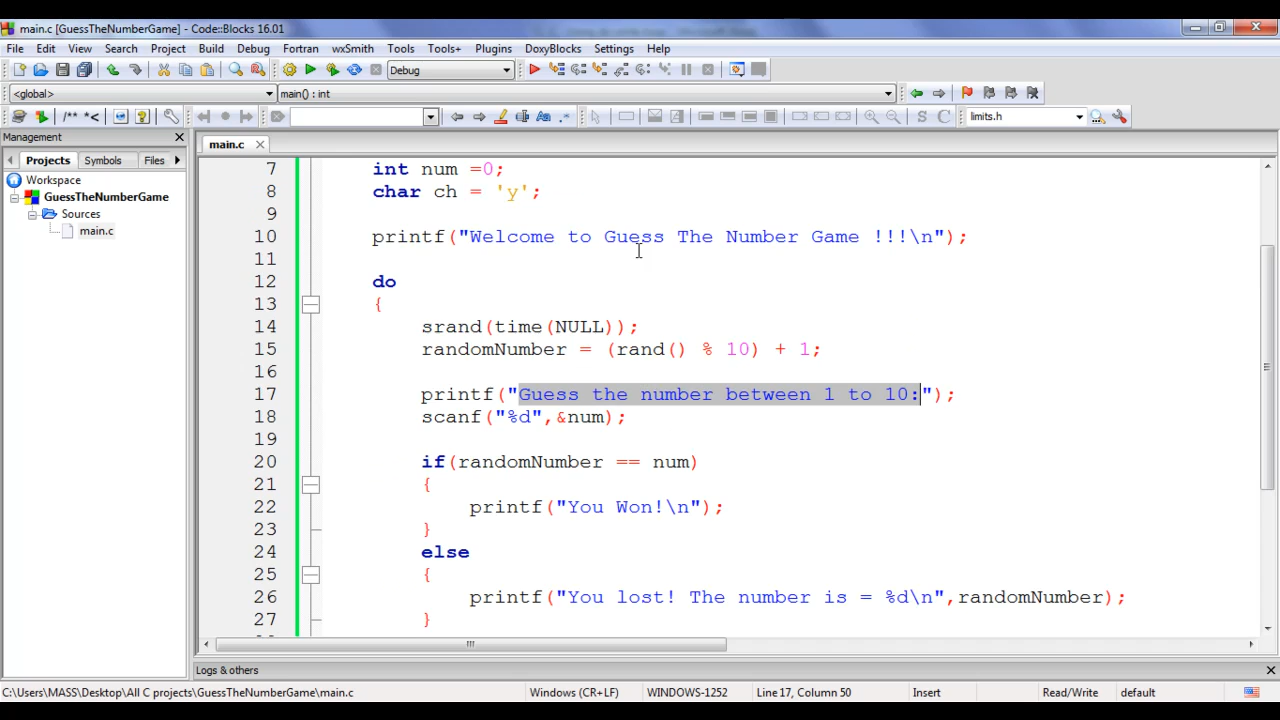 main.c [GuessTheNumberGame] - Code::Blocks 16.01
File Edit View Search Project Build Debug Fortran wxSmith Tools Tools+ Plugins DoxyBlocks Settings Help
Debug
<global> main() : int
/** *< limits.h
Management
main.c
Projects Symbols Files
Workspace
GuessTheNumberGame
Sources
main.c
7 int num =0;
8 char ch = 'y';
9
10 printf("Welcome to Guess The Number Game !!!\n");
11
12 do
13 {
14 srand(time(NULL));
15 randomNumber = (rand() % 10) + 1;
16
17 printf("Guess the number between 1 to 10:");
18 scanf("%d",&num);
19
20 if(randomNumber == num)
21 {
22 printf("You Won!\n");
23 }
24 else
25 {
26 printf("You lost! The number is = %d\n",randomNumber);
27 }
Logs & others
C:\Users\MASS\Desktop\All C projects\GuessTheNumberGame\main.c Windows (CR+LF) WINDOWS-1252 Line 17, Column 50 Insert Read/Write default